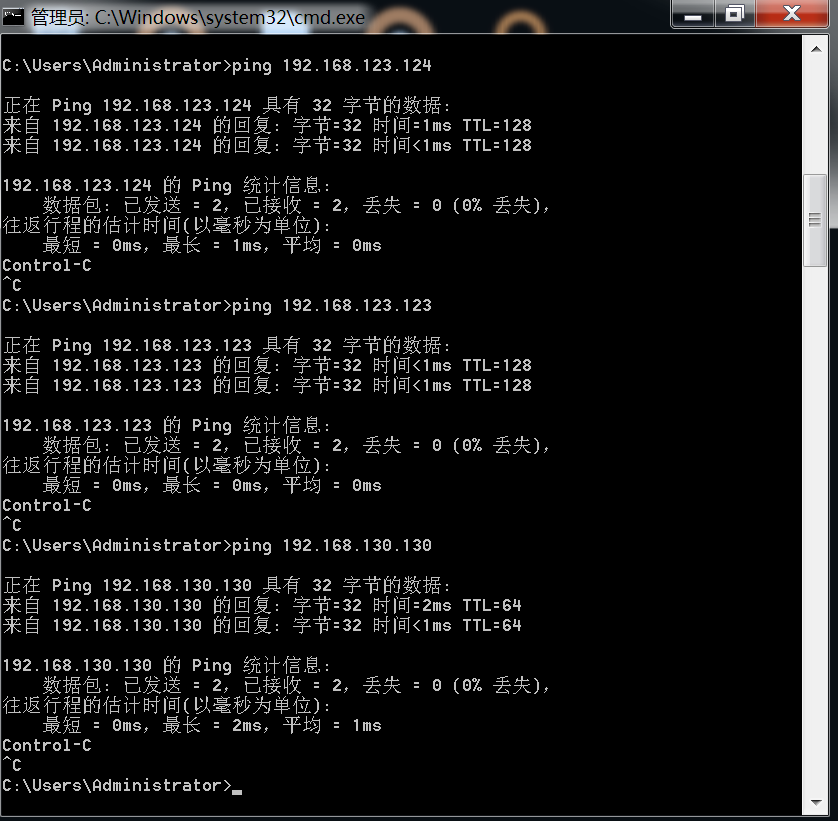 管理员: C:\Windows\system32\cmd.exe
C:\Users\Administrator>ping 192.168.123.124
正在 Ping 192.168.123.124 具有 32 字节的数据:
来自 192.168.123.124 的回复: 字节=32 时间=1ms TTL=128
来自 192.168.123.124 的回复: 字节=32 时间<1ms TTL=128
192.168.123.124 的 Ping 统计信息:
数据包: 已发送 = 2，已接收 = 2，丢失 = 0 (0% 丢失)，
往返行程的估计时间(以毫秒为单位):
最短 = 0ms，最长 = 1ms，平均 = 0ms
Control-C
^C
C:\Users\Administrator>ping 192.168.123.123
正在 Ping 192.168.123.123 具有 32 字节的数据:
来自 192.168.123.123 的回复: 字节=32 时间<1ms TTL=128
来自 192.168.123.123 的回复: 字节=32 时间<1ms TTL=128
192.168.123.123 的 Ping 统计信息:
数据包: 已发送 = 2，已接收 = 2，丢失 = 0 (0% 丢失)，
往返行程的估计时间(以毫秒为单位):
最短 = 0ms，最长 = 0ms，平均 = 0ms
Control-C
^C
C:\Users\Administrator>ping 192.168.130.130
正在 Ping 192.168.130.130 具有 32 字节的数据:
来自 192.168.130.130 的回复: 字节=32 时间=2ms TTL=64
来自 192.168.130.130 的回复: 字节=32 时间<1ms TTL=64
192.168.130.130 的 Ping 统计信息:
数据包: 已发送 = 2，已接收 = 2，丢失 = 0 (0% 丢失)，
往返行程的估计时间(以毫秒为单位):
最短 = 0ms，最长 = 2ms，平均 = 1ms
Control-C
^C
C:\Users\Administrator>